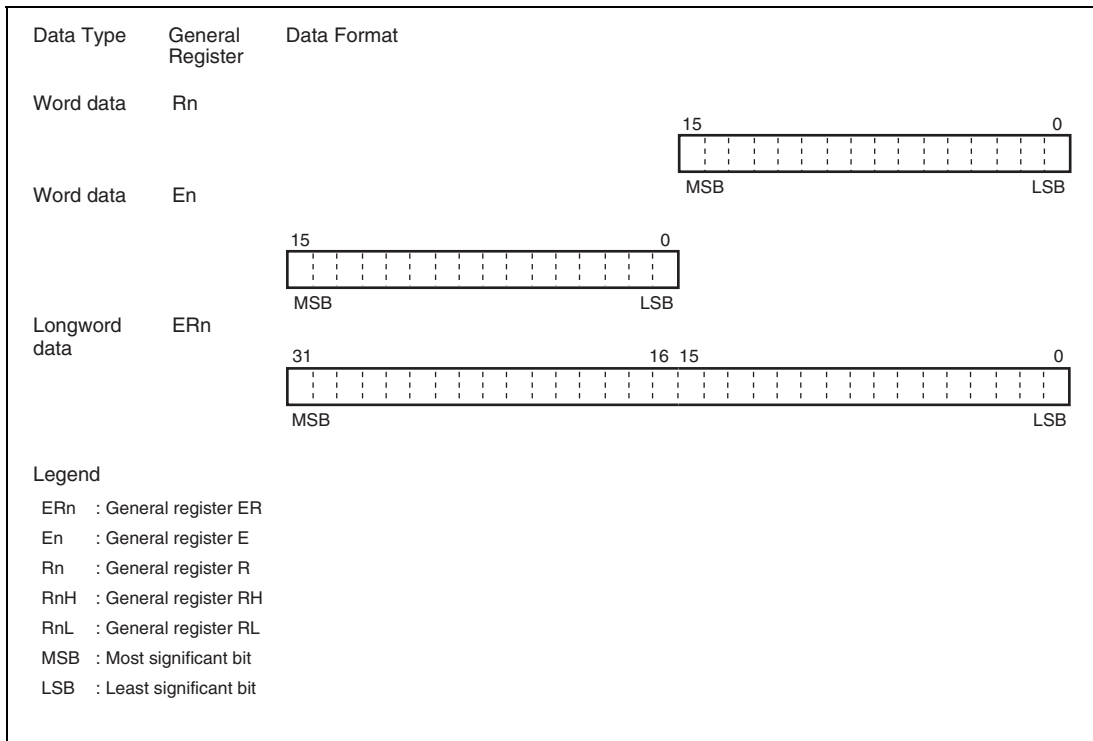 Data Type General Register Data Format
Word data Rn
15 0
MSB LSB
Word data En
15 0
MSB LSB
Longword data ERn
31 16 15 0
MSB LSB
Legend
ERn : General register ER
En : General register E
Rn : General register R
RnH : General register RH
RnL : General register RL
MSB : Most significant bit
LSB : Least significant bit